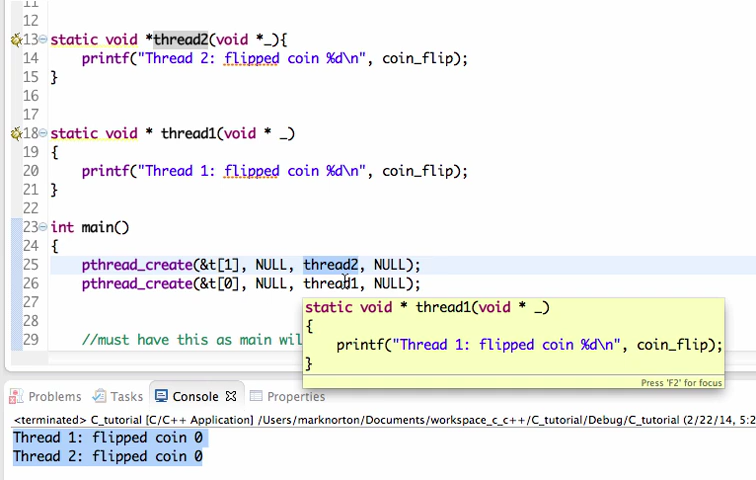 11
12
13 static void *thread2(void *_){
14     printf("Thread 2: flipped coin %d\n", coin_flip);
15 }
16
17
18 static void * thread1(void * _)
19 {
20     printf("Thread 1: flipped coin %d\n", coin_flip);
21 }
22
23 int main()
24 {
25     pthread_create(&t[1], NULL, thread2, NULL);
26     pthread_create(&t[0], NULL, thread1, NULL);
27
28
29     //must have this as main wil
static void * thread1(void * _)
{
    printf("Thread 1: flipped coin %d\n", coin_flip);
}
Press 'F2' for focus
Problems Tasks Console Properties
<terminated> C_tutorial [C/C++ Application] /Users/marknorton/Documents/workspace_c_c++/C_tutorial/Debug/C_tutorial (2/22/14, 5:2
Thread 1: flipped coin 0
Thread 2: flipped coin 0